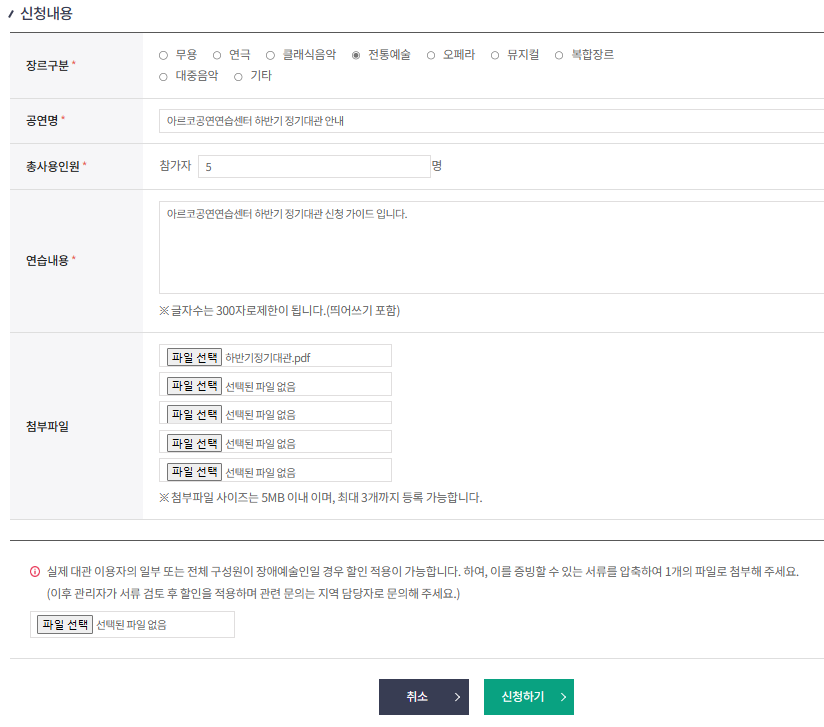 신청내용
장르구분 *
무용 연극 클래식음악 전통예술 오페라 뮤지컬 복합장르
대중음악 기타
공연명 *
아르코공연연습센터 하반기 정기대관 안내
총사용인원 *
참가자 5 명
연습내용 *
아르코공연연습센터 하반기 정기대관 신청 가이드 입니다.
※ 글자수는 300자로제한이 됩니다.(띄어쓰기 포함)
첨부파일
파일 선택 하반기정기대관.pdf
파일 선택 선택된 파일 없음
파일 선택 선택된 파일 없음
파일 선택 선택된 파일 없음
파일 선택 선택된 파일 없음
※ 첨부파일 사이즈는 5MB 이내 이며, 최대 3개까지 등록 가능합니다.
실제 대관 이용자의 일부 또는 전체 구성원이 장애예술인일 경우 할인 적용이 가능합니다. 하여, 이를 증빙할 수 있는 서류를 압축하여 1개의 파일로 첨부해 주세요.
(이후 관리자가 서류 검토 후 할인을 적용하며 관련 문의는 지역 담당자로 문의해 주세요.)
파일 선택 선택된 파일 없음
취소 신청하기